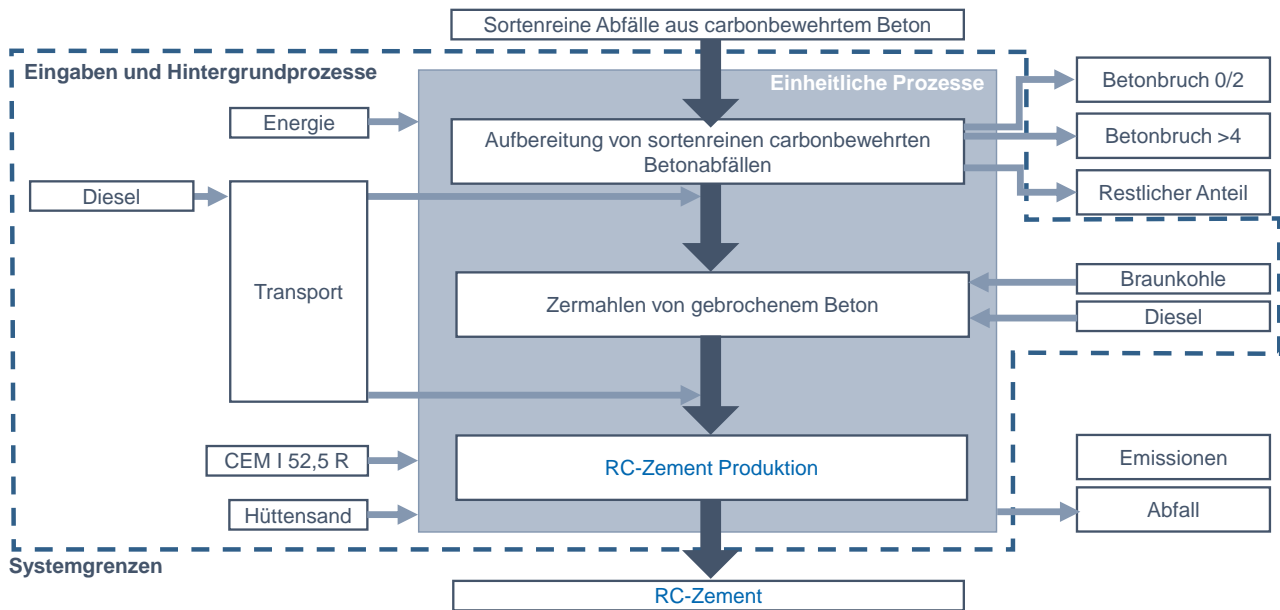 Sortenreine Abfälle aus carbonbewehrtem Beton
Eingaben und Hintergrundprozesse
Einheitliche Prozesse
Betonbruch 0/2
Energie
Aufbereitung von sortenreinen carbonbewehrten
Betonabfällen
Betonbruch >4
Diesel
Restlicher Anteil
Transport
Zermahlen von gebrochenem Beton
Braunkohle
Diesel
CEM I 52,5 R
RC-Zement Produktion
Emissionen
Hüttensand
Abfall
Systemgrenzen
RC-Zement